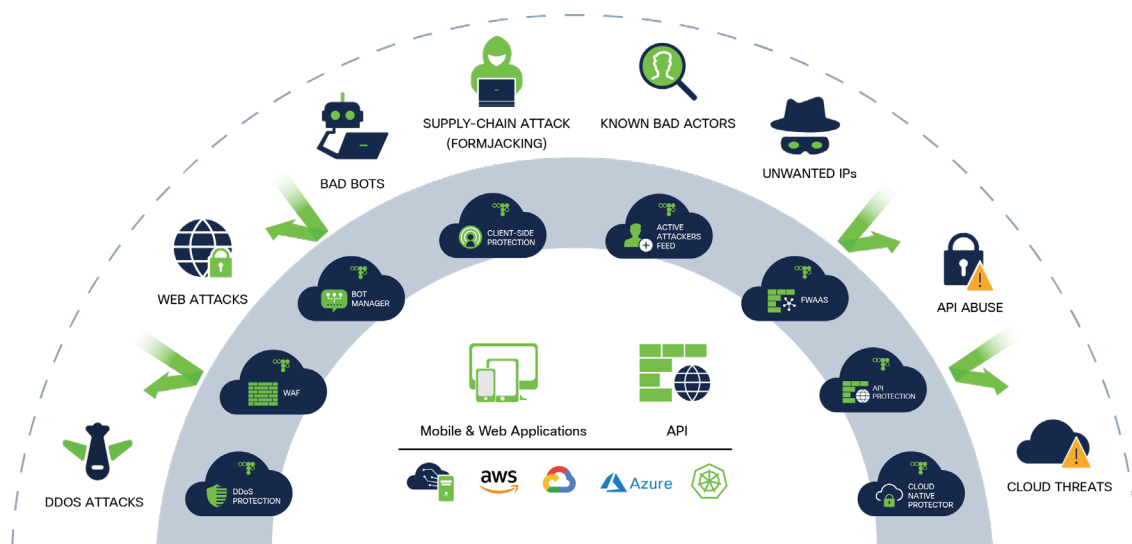 SUPPLY-CHAIN ATTACK
(FORMJACKING)
KNOWN BAD ACTORS
BAD BOTS
UNWANTED IPs
WEB ATTACKS
API ABUSE
DDOS ATTACKS
CLOUD THREATS
CLIENT-SIDE
PROTECTION
ACTIVE
ATTACKERS
FEED
BOT
MANAGER
FWAAS
WAF
API
PROTECTION
DDoS
PROTECTION
CLOUD
NATIVE
PROTECTOR
Mobile & Web Applications
API
aws
Azure